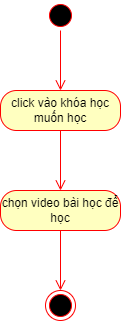 click vào khóa học
muốn học
chọn video bài học để
học